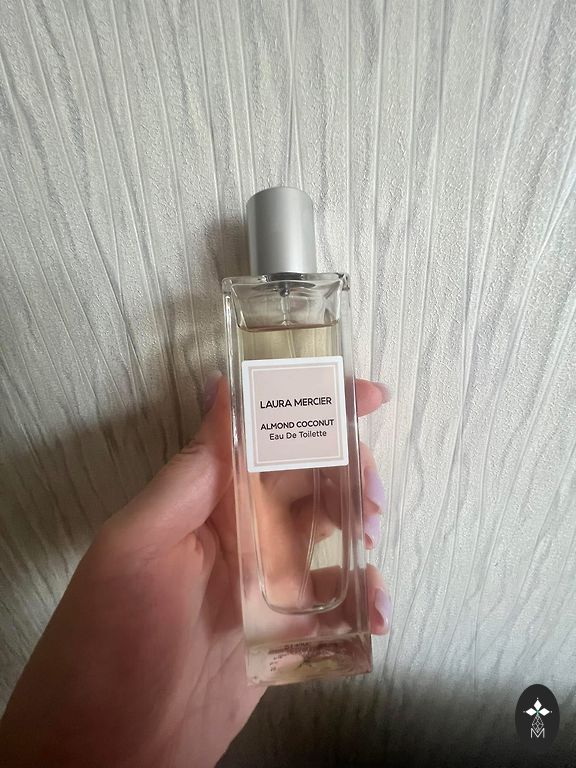 LAURA MERCIER
ALMOND COCONUT
Eau De Toilette